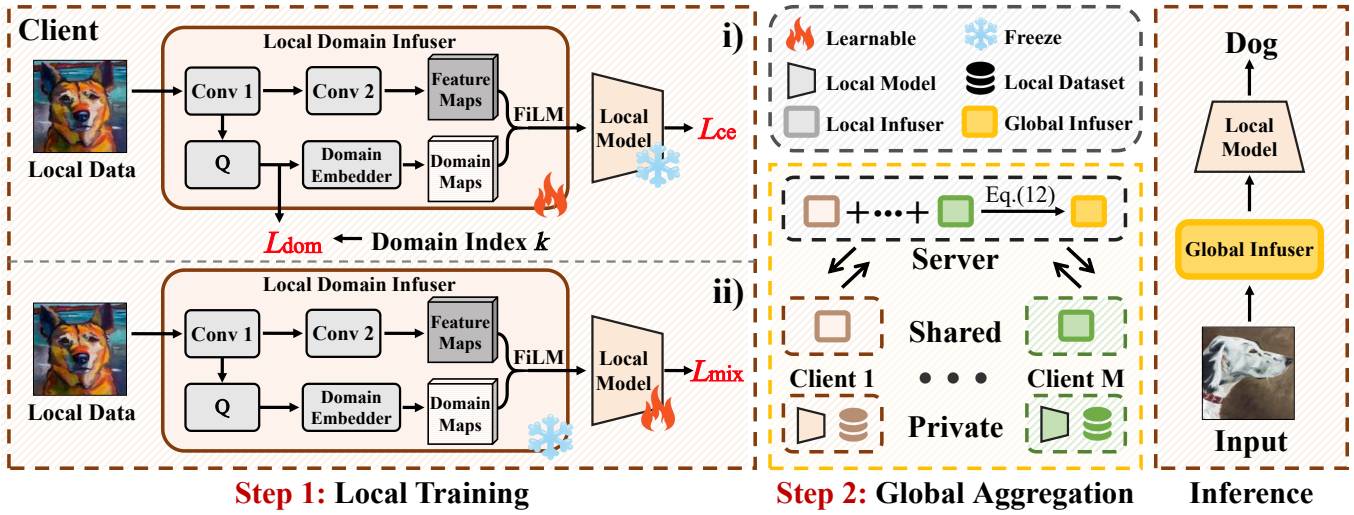 Client
Local Domain Infuser
i)
Conv 1
Conv 2
Feature
Maps
FiLM
Local
Model
Lce
Local Data
Q
Domain
Embedder
Domain
Maps
Ldom
Domain Index k
Local Domain Infuser
ii)
Conv 1
Conv 2
Feature
Maps
FiLM
Local
Model
Lmix
Local Data
Q
Domain
Embedder
Domain
Maps
Step 1: Local Training
Learnable
Freeze
Local Model
Local Dataset
Local Infuser
Global Infuser
+...+
Eq.(12)
Server
Shared
Client 1
...
Client M
Private
Step 2: Global Aggregation
Dog
Local
Model
Global Infuser
Input
Inference